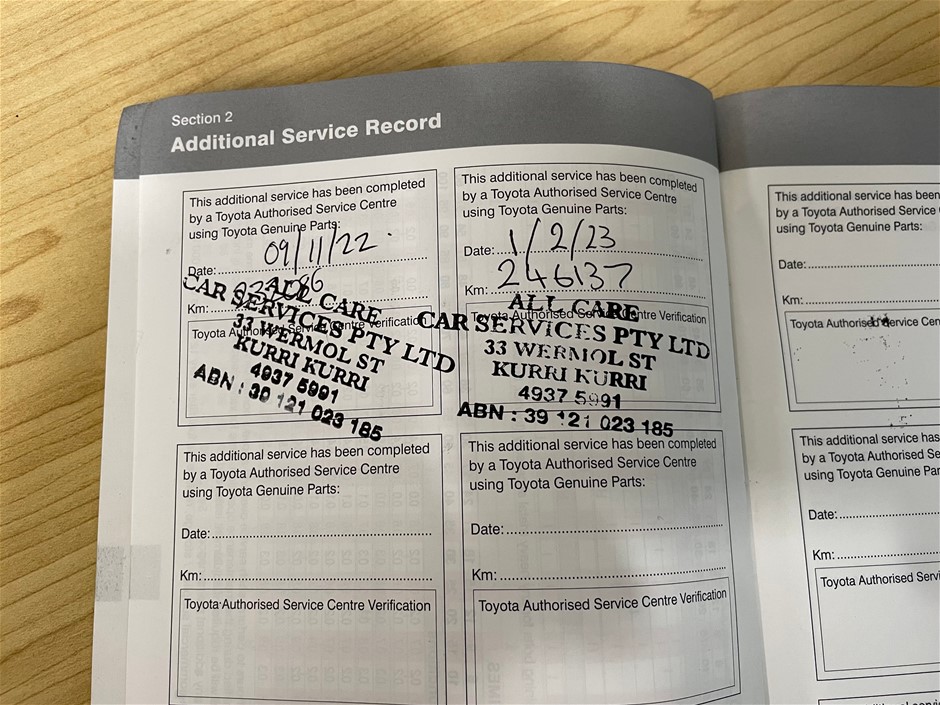 Section 2
Additional Service Record
This additional service has been completed
by a Toyota Authorised Service Centre
using Toyota Genuine Parts:
Date: 09/11/22
Km:
Toyota Authorised Service Centre Verification
ALL CARE
CAR SERVICES PTY LTD
33 WERMOL ST
KURRI KURRI
4937 5991
ABN : 39 121 023 185
This additional service has been completed
by a Toyota Authorised Service Centre
using Toyota Genuine Parts:
Date: 1/2/23
Km: 246137
Toyota Authorised Service Centre Verification
ALL CARE
CAR SERVICES PTY LTD
33 WERMOL ST
KURRI KURRI
4937 5991
ABN : 39 121 023 185
This additional service has been
by a Toyota Authorised Service
using Toyota Genuine Parts:
Date:
Km:
Toyota Authorised Service Cen
This additional service has been completed
by a Toyota Authorised Service Centre
using Toyota Genuine Parts:
Date:
Km:
Toyota Authorised Service Centre Verification
This additional service has been completed
by a Toyota Authorised Service Centre
using Toyota Genuine Parts:
Date:
Km:
Toyota Authorised Service Centre Verification
This additional service has
by a Toyota Authorised Se
using Toyota Genuine Par
Date:
Km:
Toyota Authorised Servi